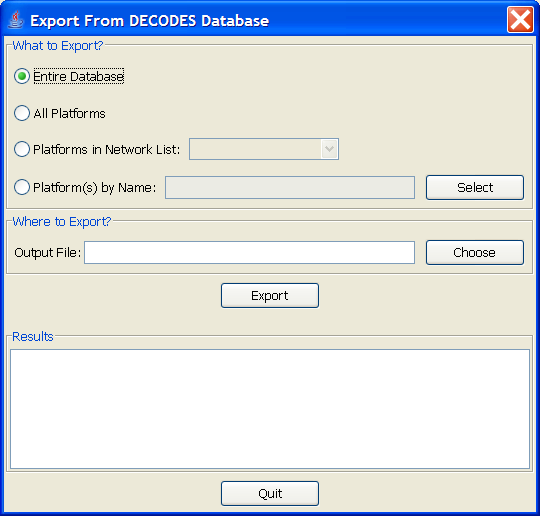 Export From DECODES Database
What to Export?
Entire Database
All Platforms
Platforms in Network List:
Platform(s) by Name:
Select
Where to Export?
Output File:
Choose
Export
Results
Quit